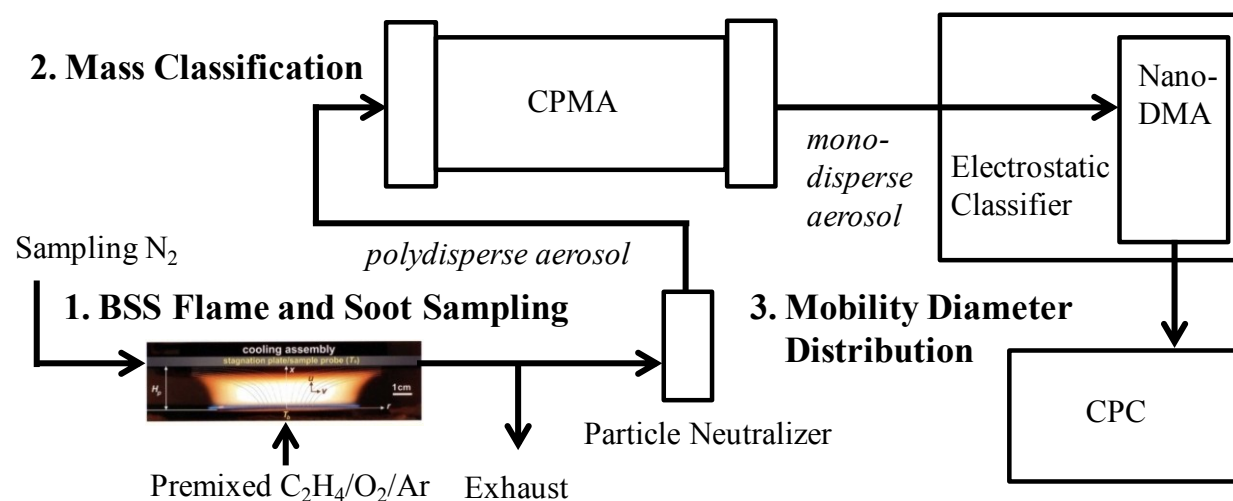 2. Mass Classification
CPMA
Nano-
DMA
mono-
disperse
aerosol
Electrostatic
Classifier
Sampling N₂
polydisperse aerosol
1. BSS Flame and Soot Sampling
3. Mobility Diameter
Distribution
cooling assembly
stagnation plate/sample probe (Tₛ)
x
Hₚ
u
v
1cm
r
Particle Neutralizer
CPC
Premixed C₂H₄/O₂/Ar
Exhaust